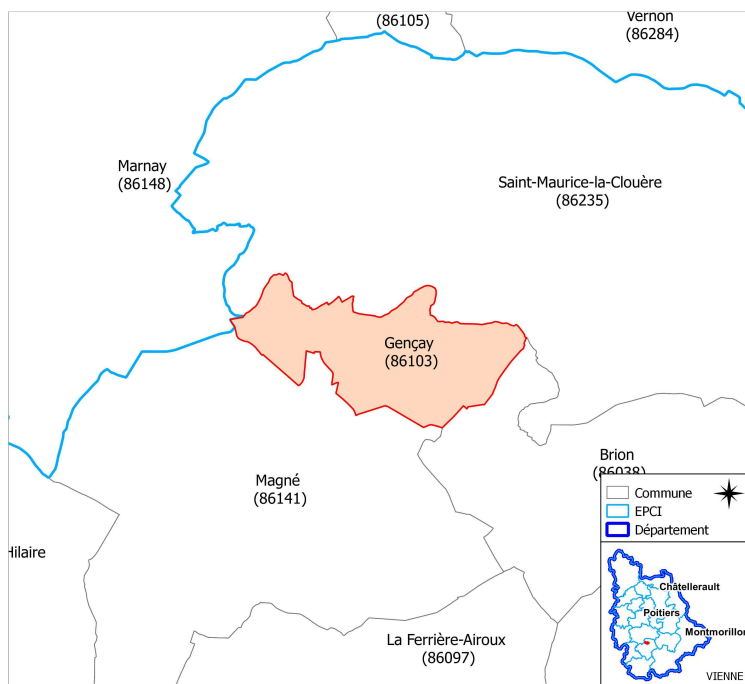 (86105)
Vernon
(86284)
Marnay
(86148)
Saint-Maurice-la-Clouère
(86235)
Gençay
(86103)
Magné
(86141)
Brion
(86038)
Hilaire
La Ferrière-Airoux
(86097)
Commune
EPCI
Département
Châtellerault
Poitiers
Montmorillon
VIENNE